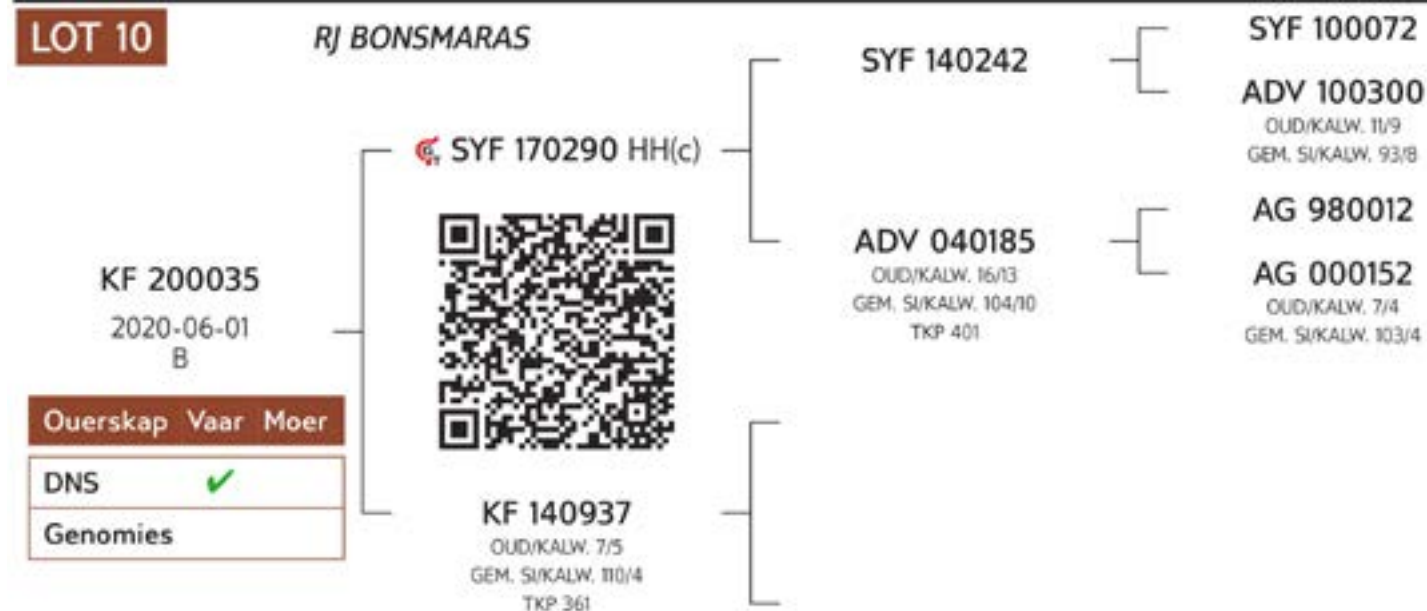 LOT 10
RJ BONSMARAS
KF 200035
2020-06-01
B
Ouerskap Vaar Moer
DNS ✔
Genomies
SYF 170290 HH(c)
KF 140937
OUD/KALW. 7/5
GEM. SI/KALW. 110/4
TKP 361
SYF 140242
ADV 040185
OUD/KALW. 16/13
GEM. SI/KALW. 104/10
TKP 401
SYF 100072
ADV 100300
OUD/KALW. 11/9
GEM. SI/KALW. 93/8
AG 980012
AG 000152
OUD/KALW. 7/4
GEM. SI/KALW. 103/4